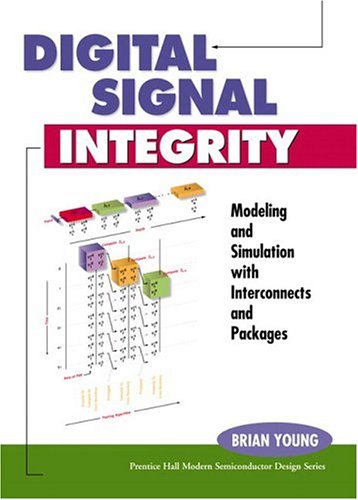 DIGITAL
SIGNAL
INTEGRITY
Modeling
and
Simulation
with
Interconnects
and
Packages
BRIAN YOUNG
Prentice Hall Modern Semiconductor Design Series